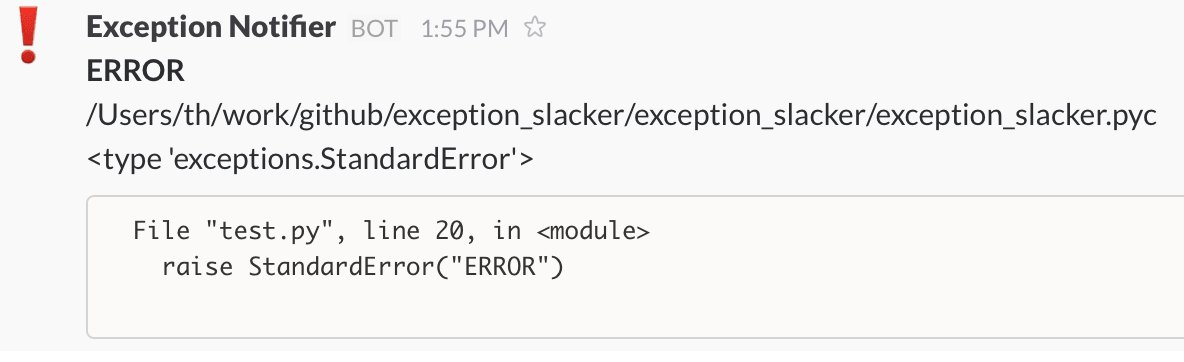 Exception Notifier BOT 1:55 PM
ERROR
/Users/th/work/github/exception_slacker/exception_slacker/exception_slacker.pyc
<type 'exceptions.StandardError'>
File "test.py", line 20, in <module>
raise StandardError("ERROR")